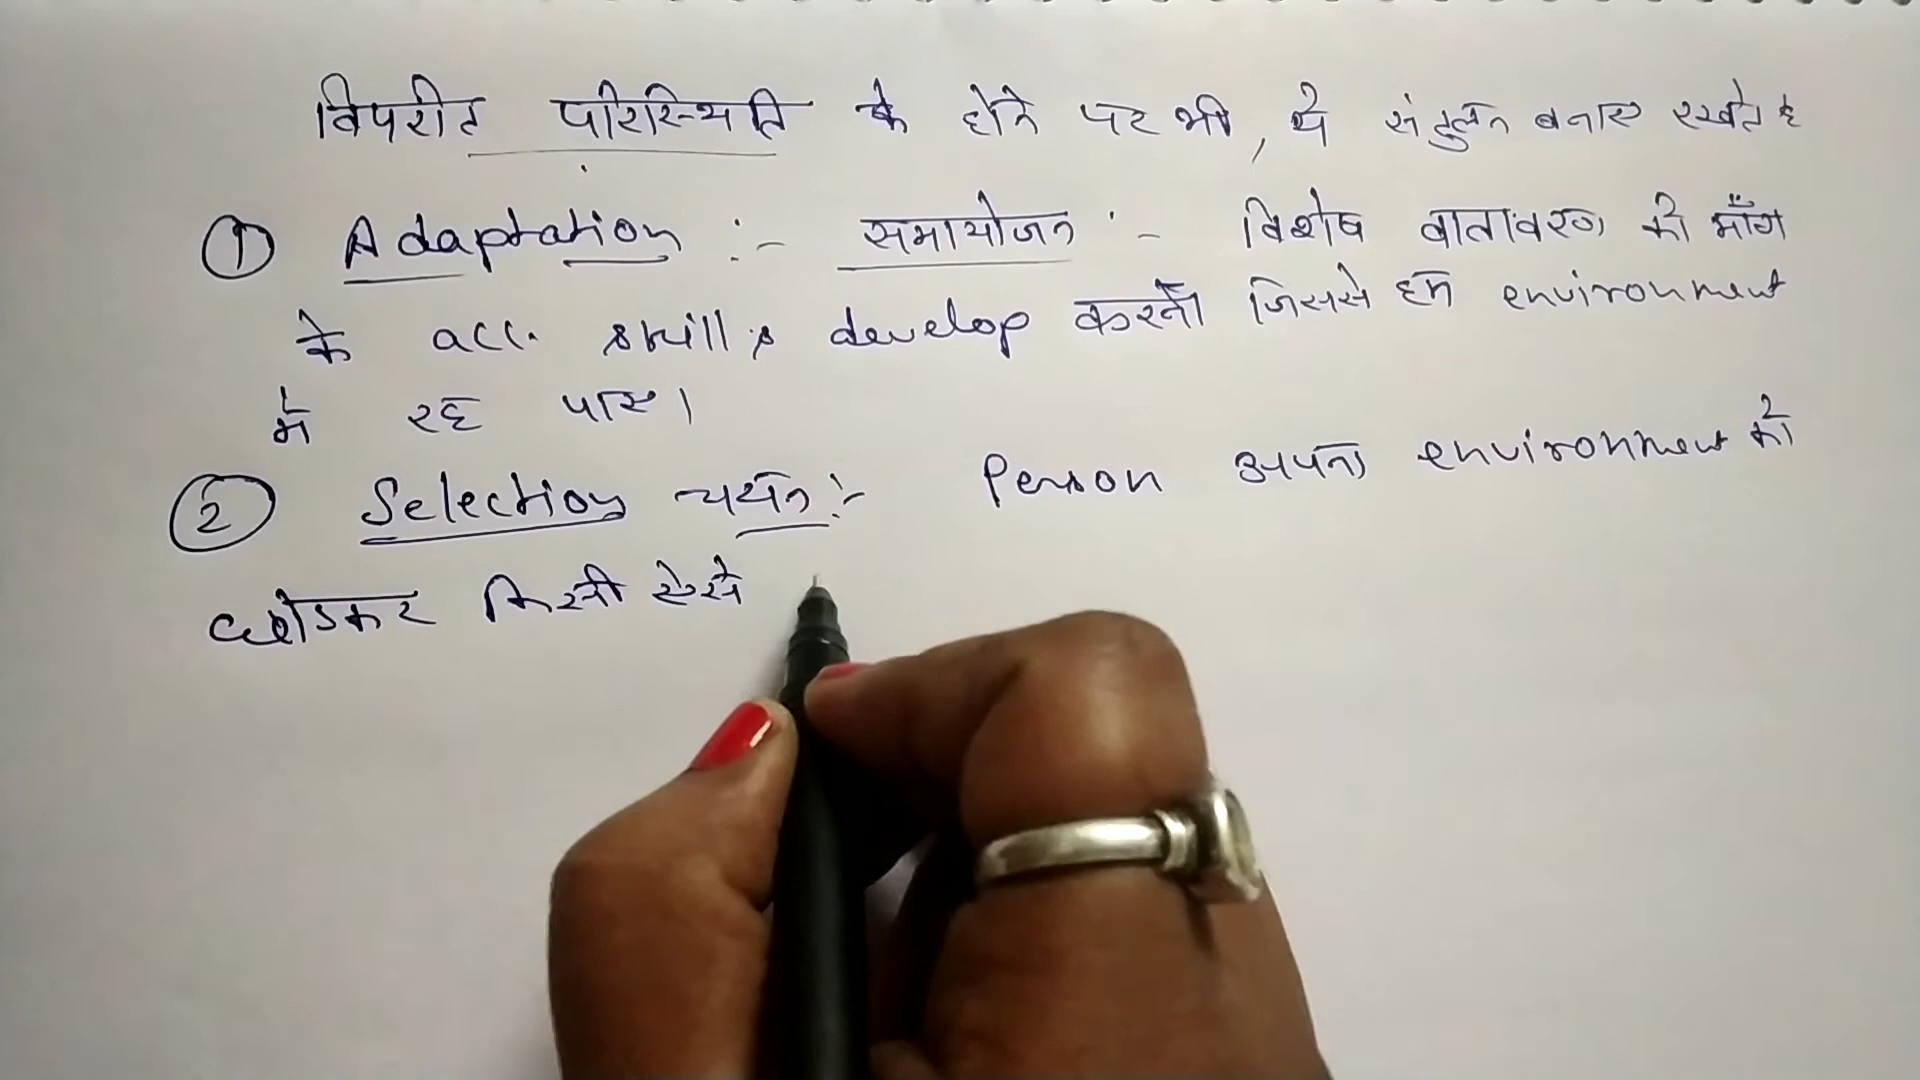 विपरीत परिस्थिति के होने पर भी, ये संतुलन बनाए रखते है
① Adaptation :- समायोजन :- विशेष वातावरण की माँग
के acc. skills develop करना जिससे हम environment
में रह पाए।
② Selection चयन :- Person अपना environment को
छोडकर किसी ऐसे